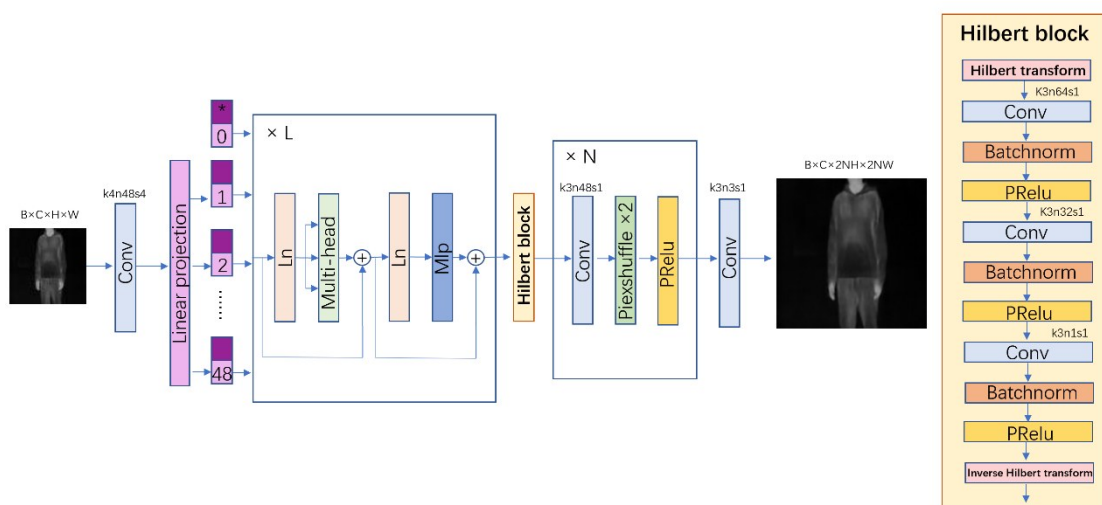 B×C×H×W
k4n48s4
Conv
Linear projection
*
0
1
2
......
48
× L
Ln
Multi-head
+
Ln
Mlp
+
Hilbert block
× N
k3n48s1
Conv
Piexshuffle ×2
PRelu
k3n3s1
Conv
B×C×2NH×2NW
Hilbert block
Hilbert transform
K3n64s1
Conv
Batchnorm
PRelu
K3n32s1
Conv
Batchnorm
PRelu
k3n1s1
Conv
Batchnorm
PRelu
Inverse Hilbert transform